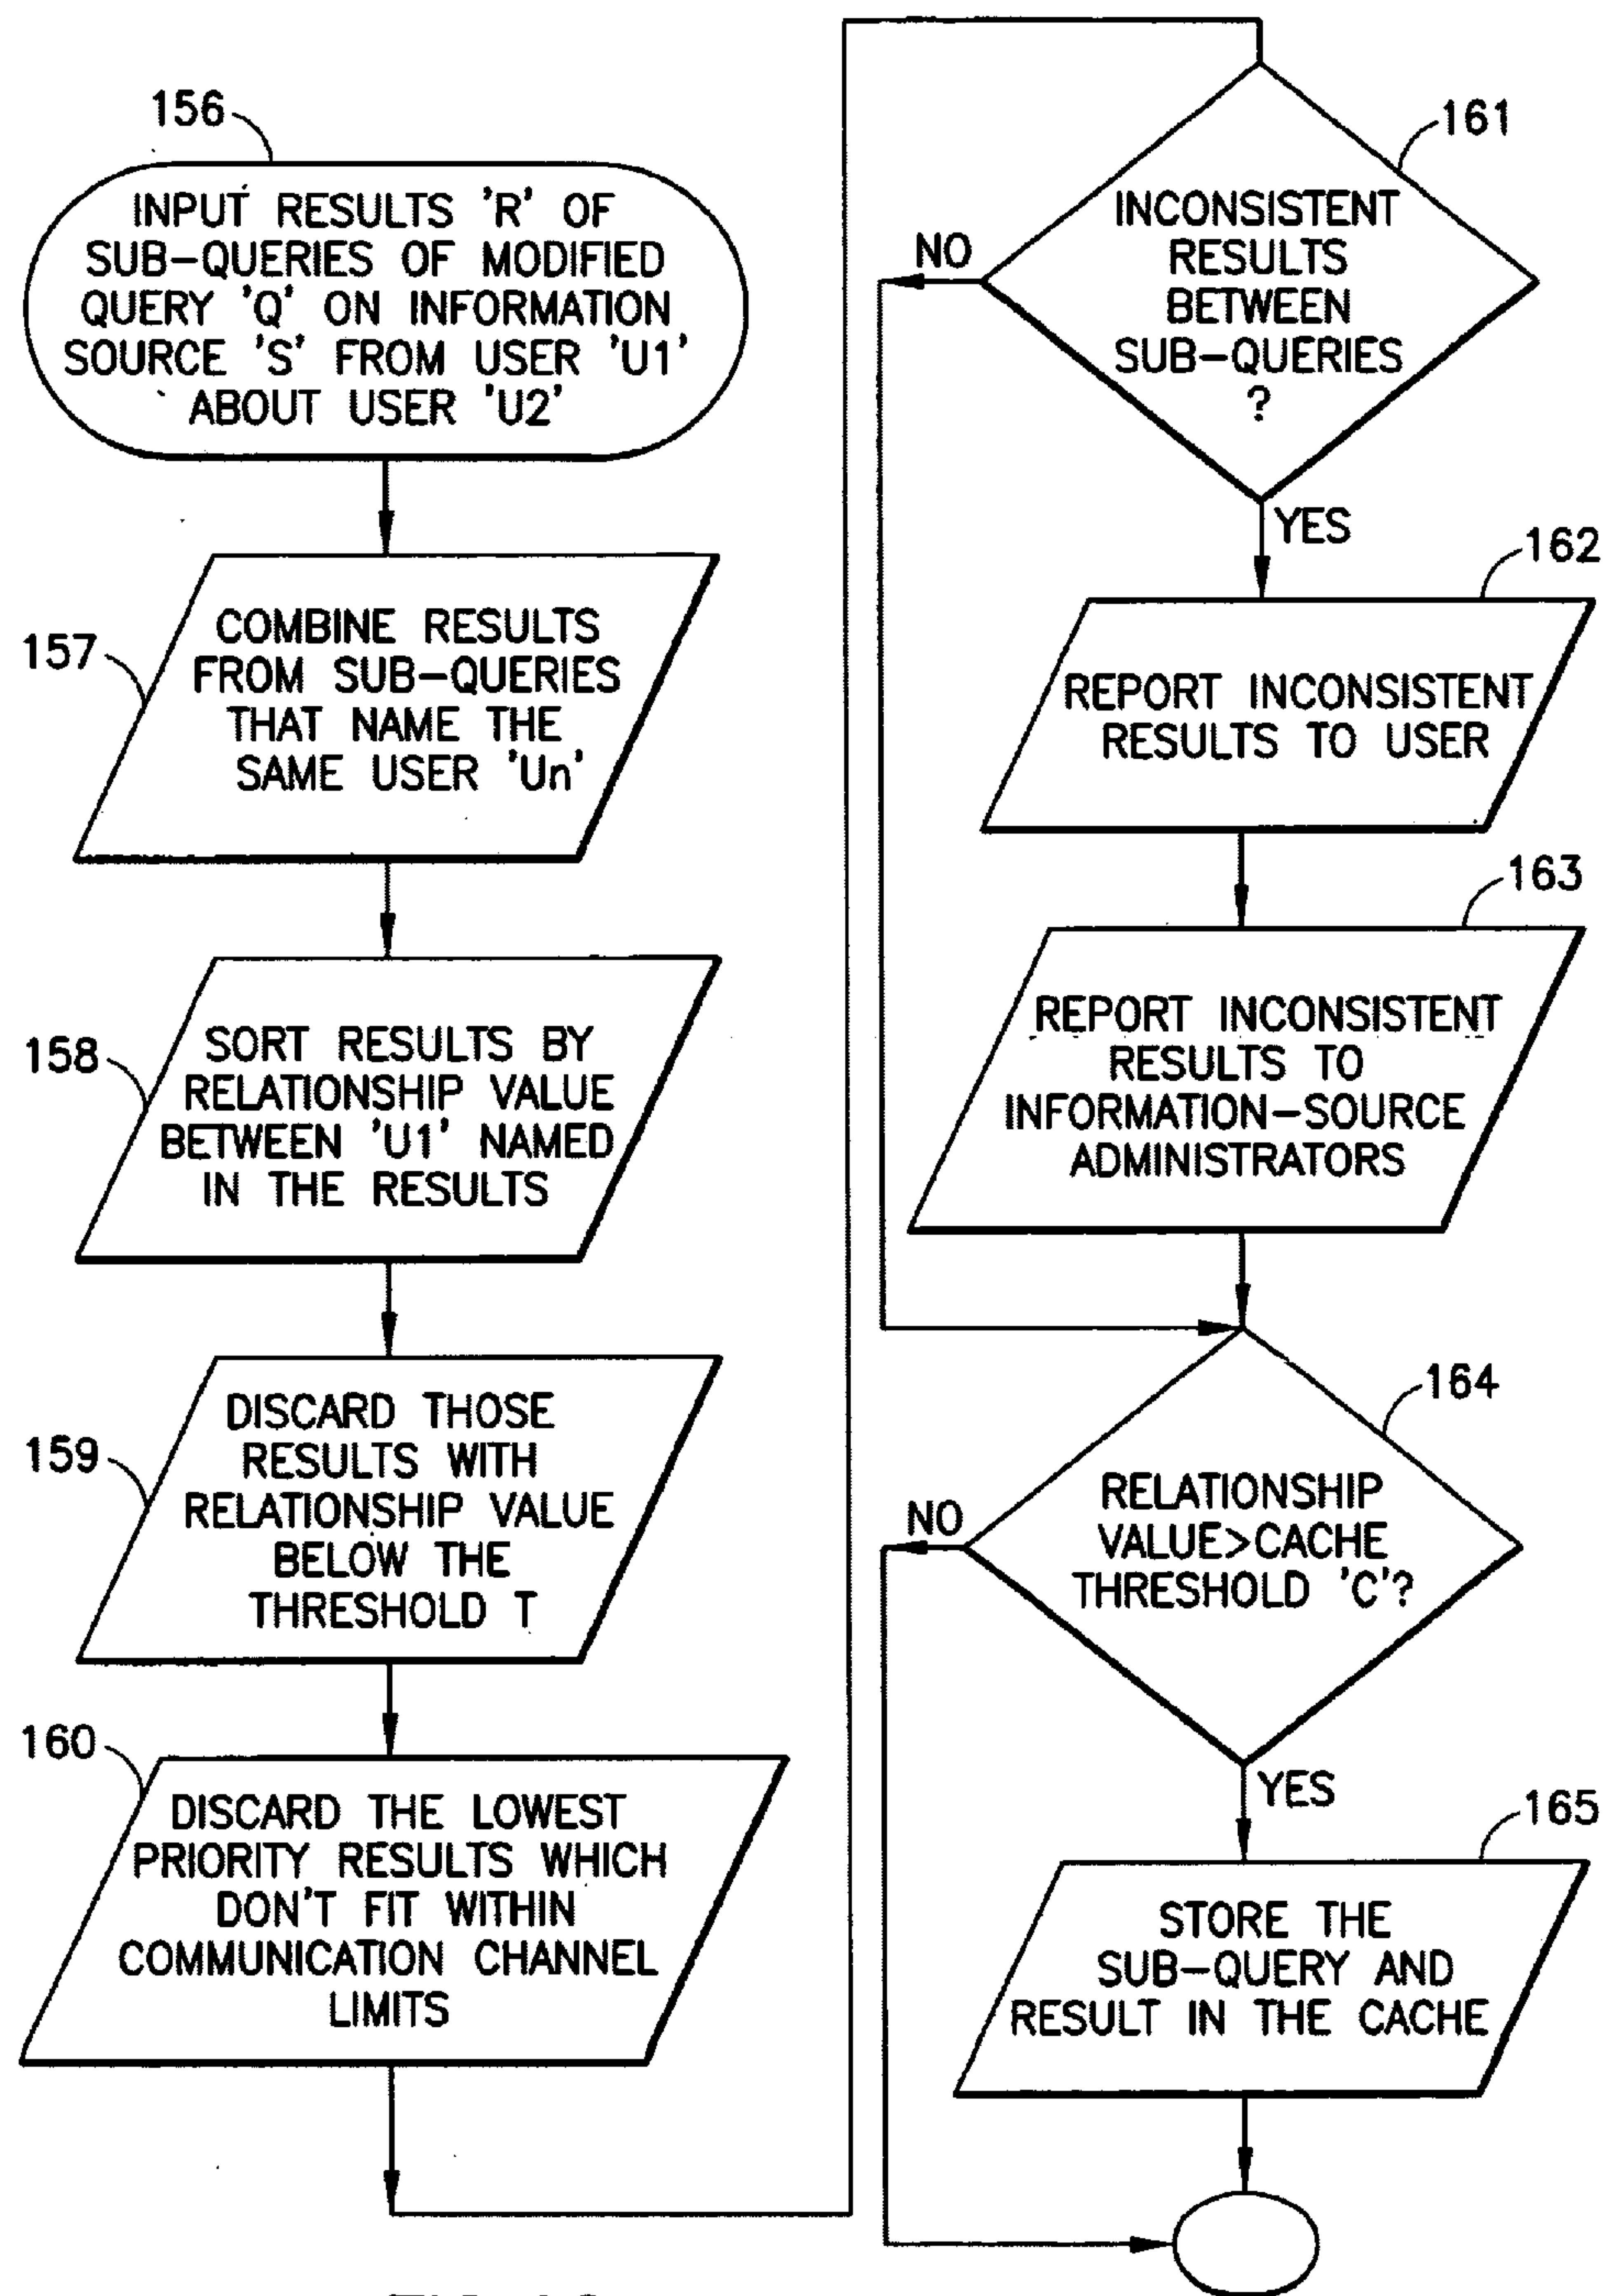 156
INPUT RESULTS 'R' OF
SUB-QUERIES OF MODIFIED
QUERY 'Q' ON INFORMATION
SOURCE 'S' FROM USER 'U1'
ABOUT USER 'U2'
157
COMBINE RESULTS
FROM SUB-QUERIES
THAT NAME THE
SAME USER 'Un'
158
SORT RESULTS BY
RELATIONSHIP VALUE
BETWEEN 'U1' NAMED
IN THE RESULTS
159
DISCARD THOSE
RESULTS WITH
RELATIONSHIP VALUE
BELOW THE
THRESHOLD T
160
DISCARD THE LOWEST
PRIORITY RESULTS WHICH
DON'T FIT WITHIN
COMMUNICATION CHANNEL
LIMITS
161
INCONSISTENT
RESULTS
BETWEEN
SUB-QUERIES
?
NO
YES
162
REPORT INCONSISTENT
RESULTS TO USER
163
REPORT INCONSISTENT
RESULTS TO
INFORMATION-SOURCE
ADMINISTRATORS
164
RELATIONSHIP
VALUE>CACHE
THRESHOLD 'C'?
NO
YES
165
STORE THE
SUB-QUERY AND
RESULT IN THE CACHE